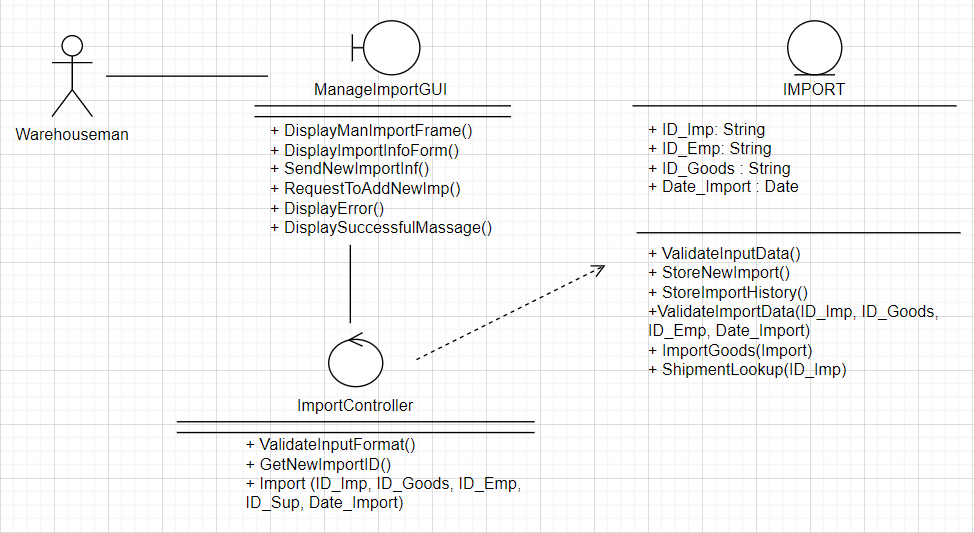 Warehouseman
ManageImportGUI
+ DisplayManImportFrame()
+ DisplayImportInfoForm()
+ SendNewImportInf()
+ RequestToAddNewImp()
+ DisplayError()
+ DisplaySuccessfulMassage()
IMPORT
+ ID_Imp: String
+ ID_Emp: String
+ ID_Goods : String
+ Date_Import : Date
+ ValidateInputData()
+ StoreNewImport()
+ StoreImportHistory()
+ValidateImportData(ID_Imp, ID_Goods,
ID_Emp, Date_Import)
+ ImportGoods(Import)
+ ShipmentLookup(ID_Imp)
ImportController
+ ValidateInputFormat()
+ GetNewImportID()
+ Import (ID_Imp, ID_Goods, ID_Emp,
ID_Sup, Date_Import)